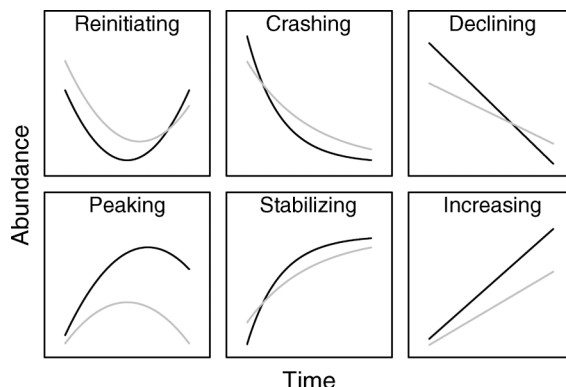 Reinitiating
Crashing
Declining
Peaking
Stabilizing
Increasing
Abundance
Time